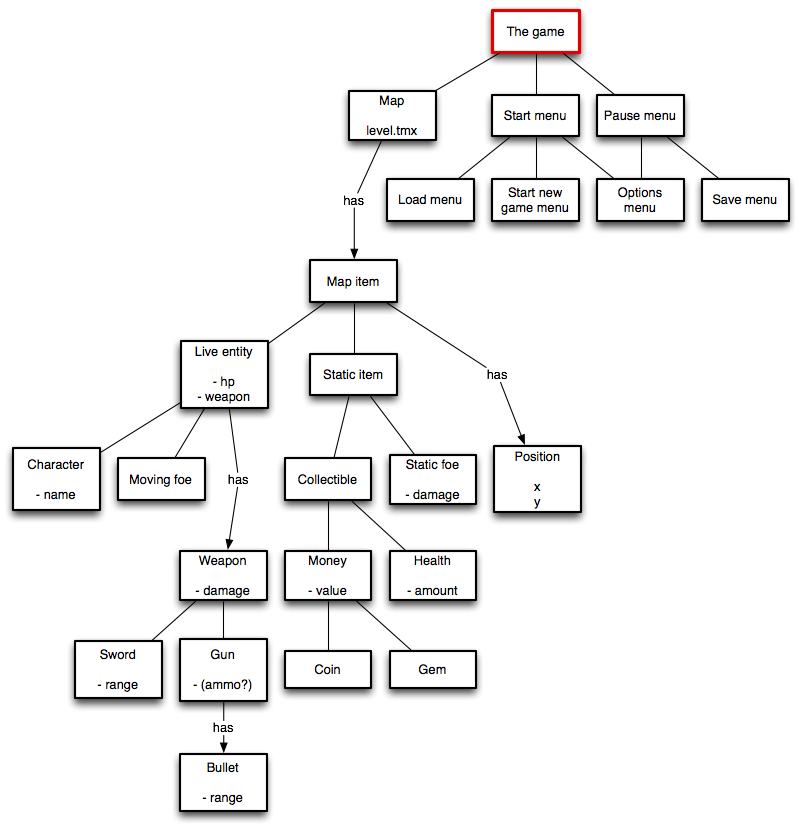 The game
Map
level.tmx
Start menu
Pause menu
has
Load menu
Start new
game menu
Options
menu
Save menu
Map item
Live entity
- hp
- weapon
Static item
has
Character
- name
Moving foe
has
Collectible
Static foe
- damage
Position
x
y
Weapon
- damage
Money
- value
Health
- amount
Sword
- range
Gun
- (ammo?)
Coin
Gem
has
Bullet
- range